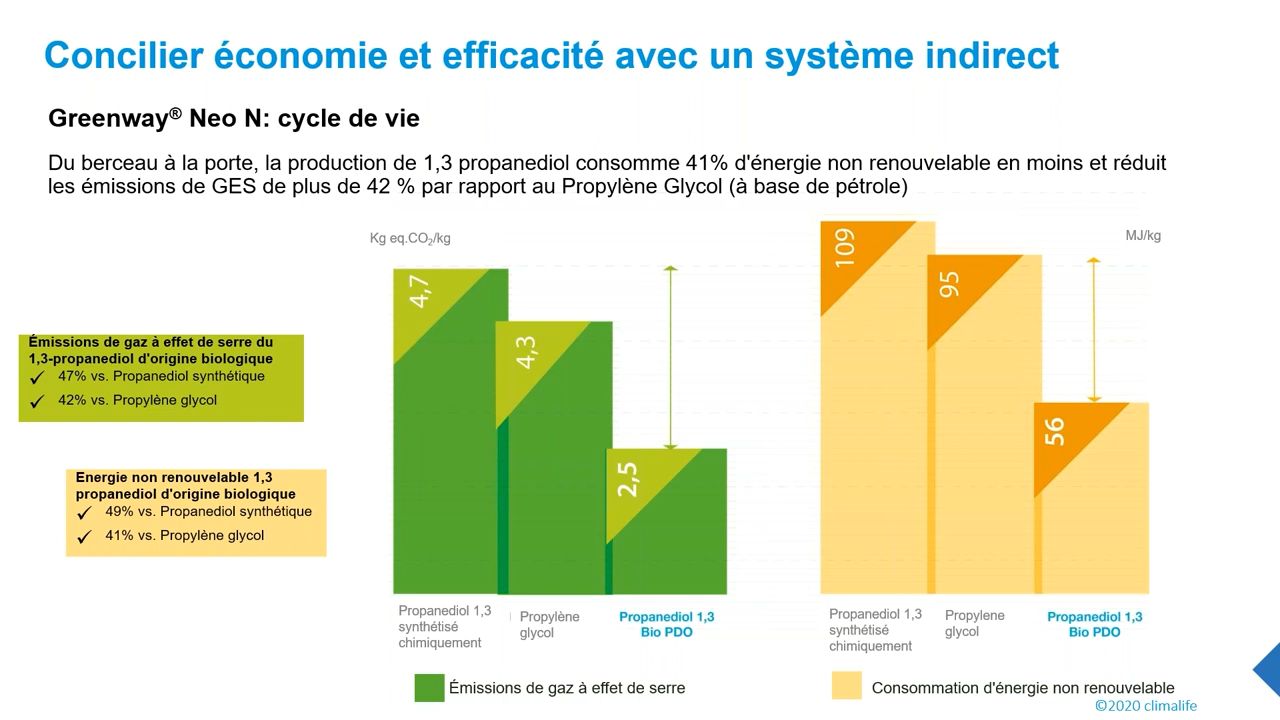 Concilier économie et efficacité avec un système indirect
Greenway® Neo N: cycle de vie
Du berceau à la porte, la production de 1,3 propanediol consomme 41% d'énergie non renouvelable en moins et réduit
les émissions de GES de plus de 42 % par rapport au Propylène Glycol (à base de pétrole)
Émissions de gaz à effet de serre du
1,3-propanediol d'origine biologique
✓ 47% vs. Propanediol synthétique
✓ 42% vs. Propylène glycol
Energie non renouvelable 1,3
propanediol d'origine biologique
✓ 49% vs. Propanediol synthétique
✓ 41% vs. Propylène glycol
Kg eq.CO₂/kg
4,7
4,3
2,5
Propanediol 1,3
synthétisé
chimiquement
Propylène
glycol
Propanediol 1,3
Bio PDO
Émissions de gaz à effet de serre
MJ/kg
109
95
56
Propanediol 1,3
synthétisé
chimiquement
Propylene
glycol
Propanediol 1,3
Bio PDO
Consommation d'énergie non renouvelable
©2020 climalife